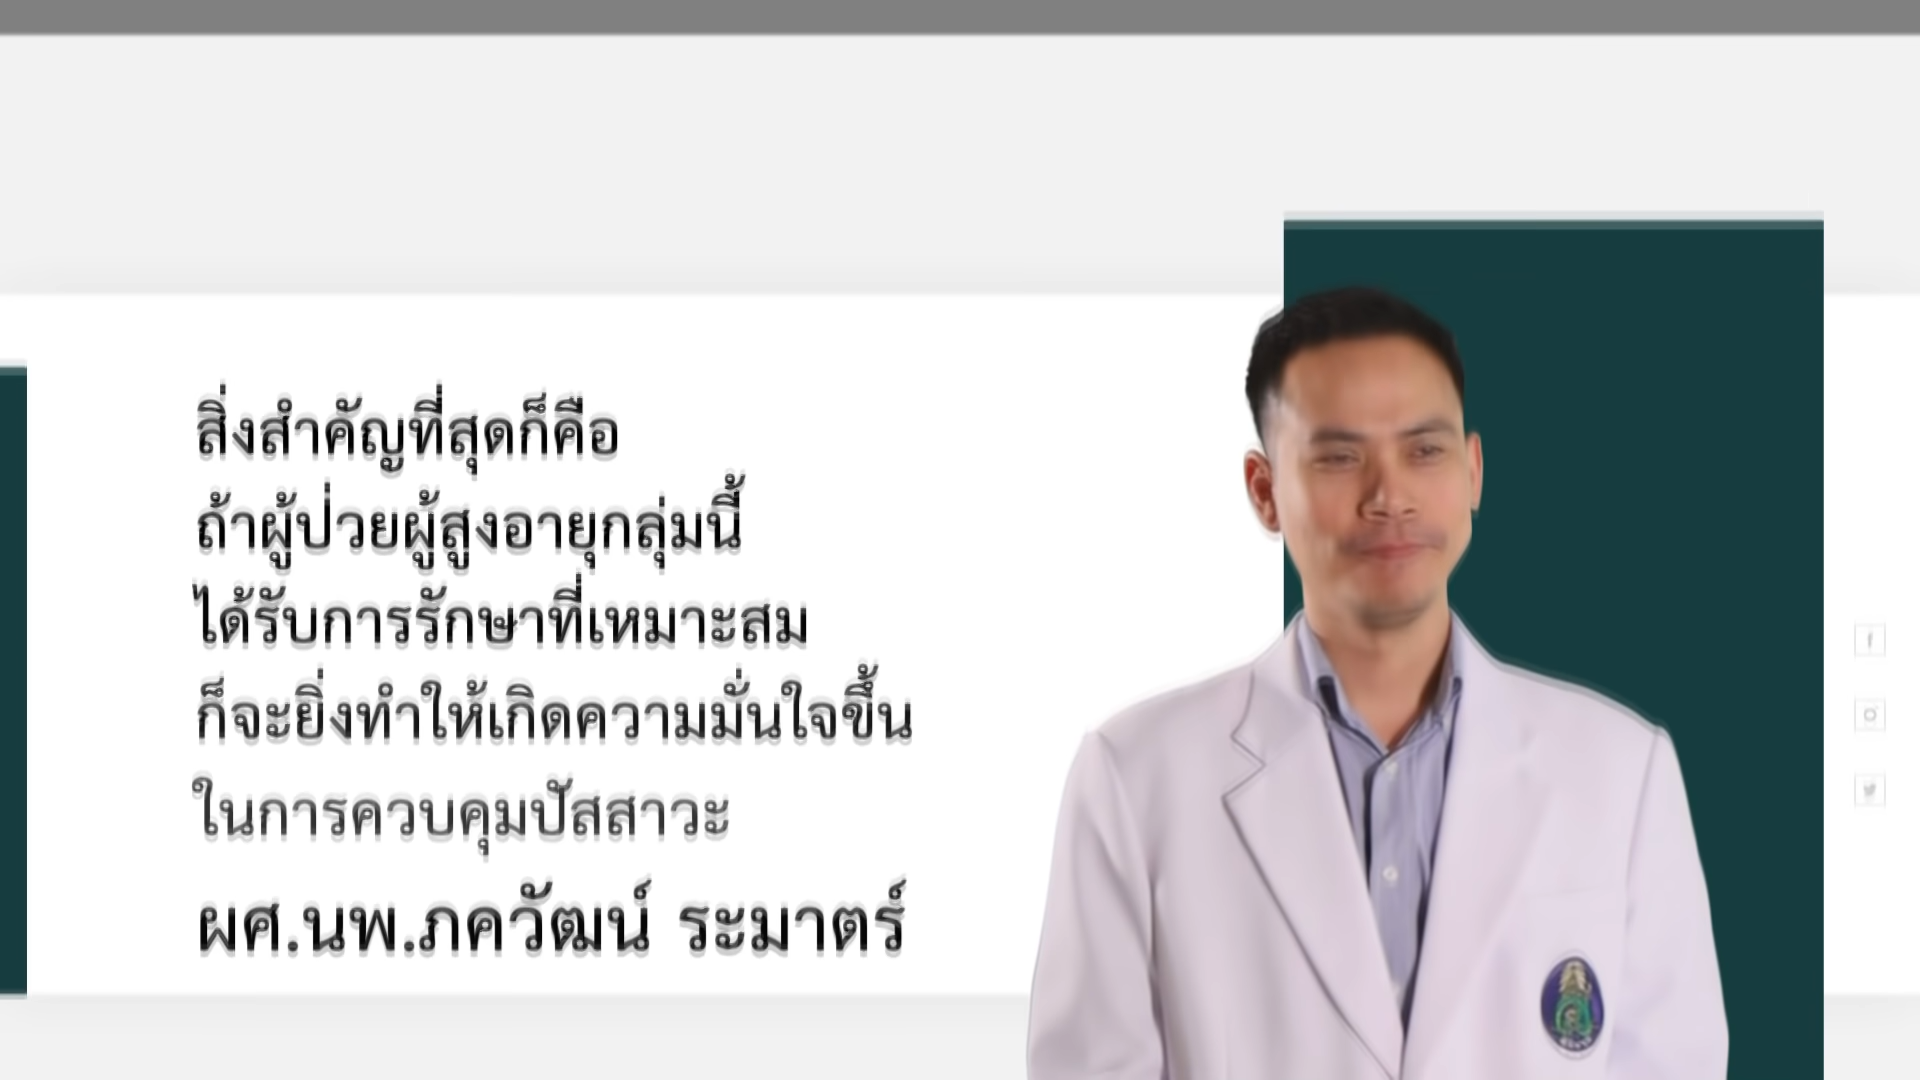 สิ่งสำคัญที่สุดก็คือ
ถ้าผู้ป่วยผู้สูงอายุกลุ่มนี้
ได้รับการรักษาที่เหมาะสม
ก็จะยิ่งทำให้เกิดความมั่นใจขึ้น
ในการควบคุมปัสสาวะ
ผศ.นพ.ภควัฒน์ ระมาตร์